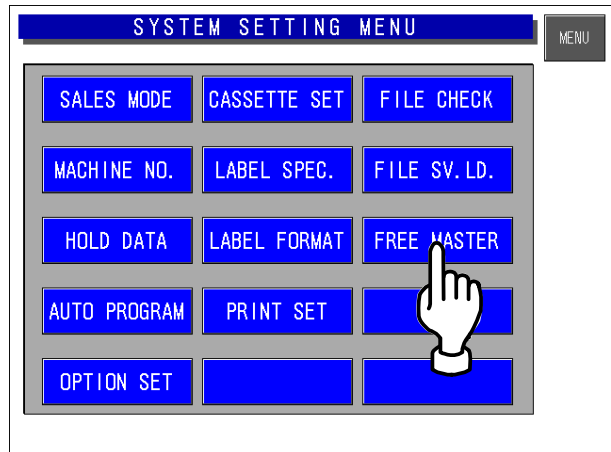 SYSTEM SETTING MENU
MENU
SALES MODE
CASSETTE SET
FILE CHECK
MACHINE NO.
LABEL SPEC.
FILE SV.LD.
HOLD DATA
LABEL FORMAT
FREE MASTER
AUTO PROGRAM
PRINT SET
OPTION SET